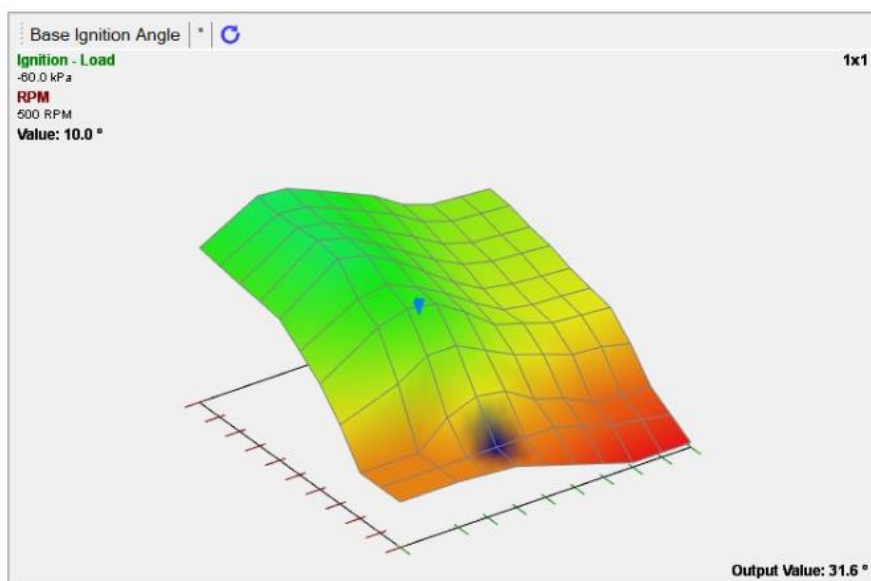 Base Ignition Angle | ° |
Ignition - Load
-60.0 kPa
1x1
RPM
500 RPM
Value: 10.0 °
Output Value: 31.6 °